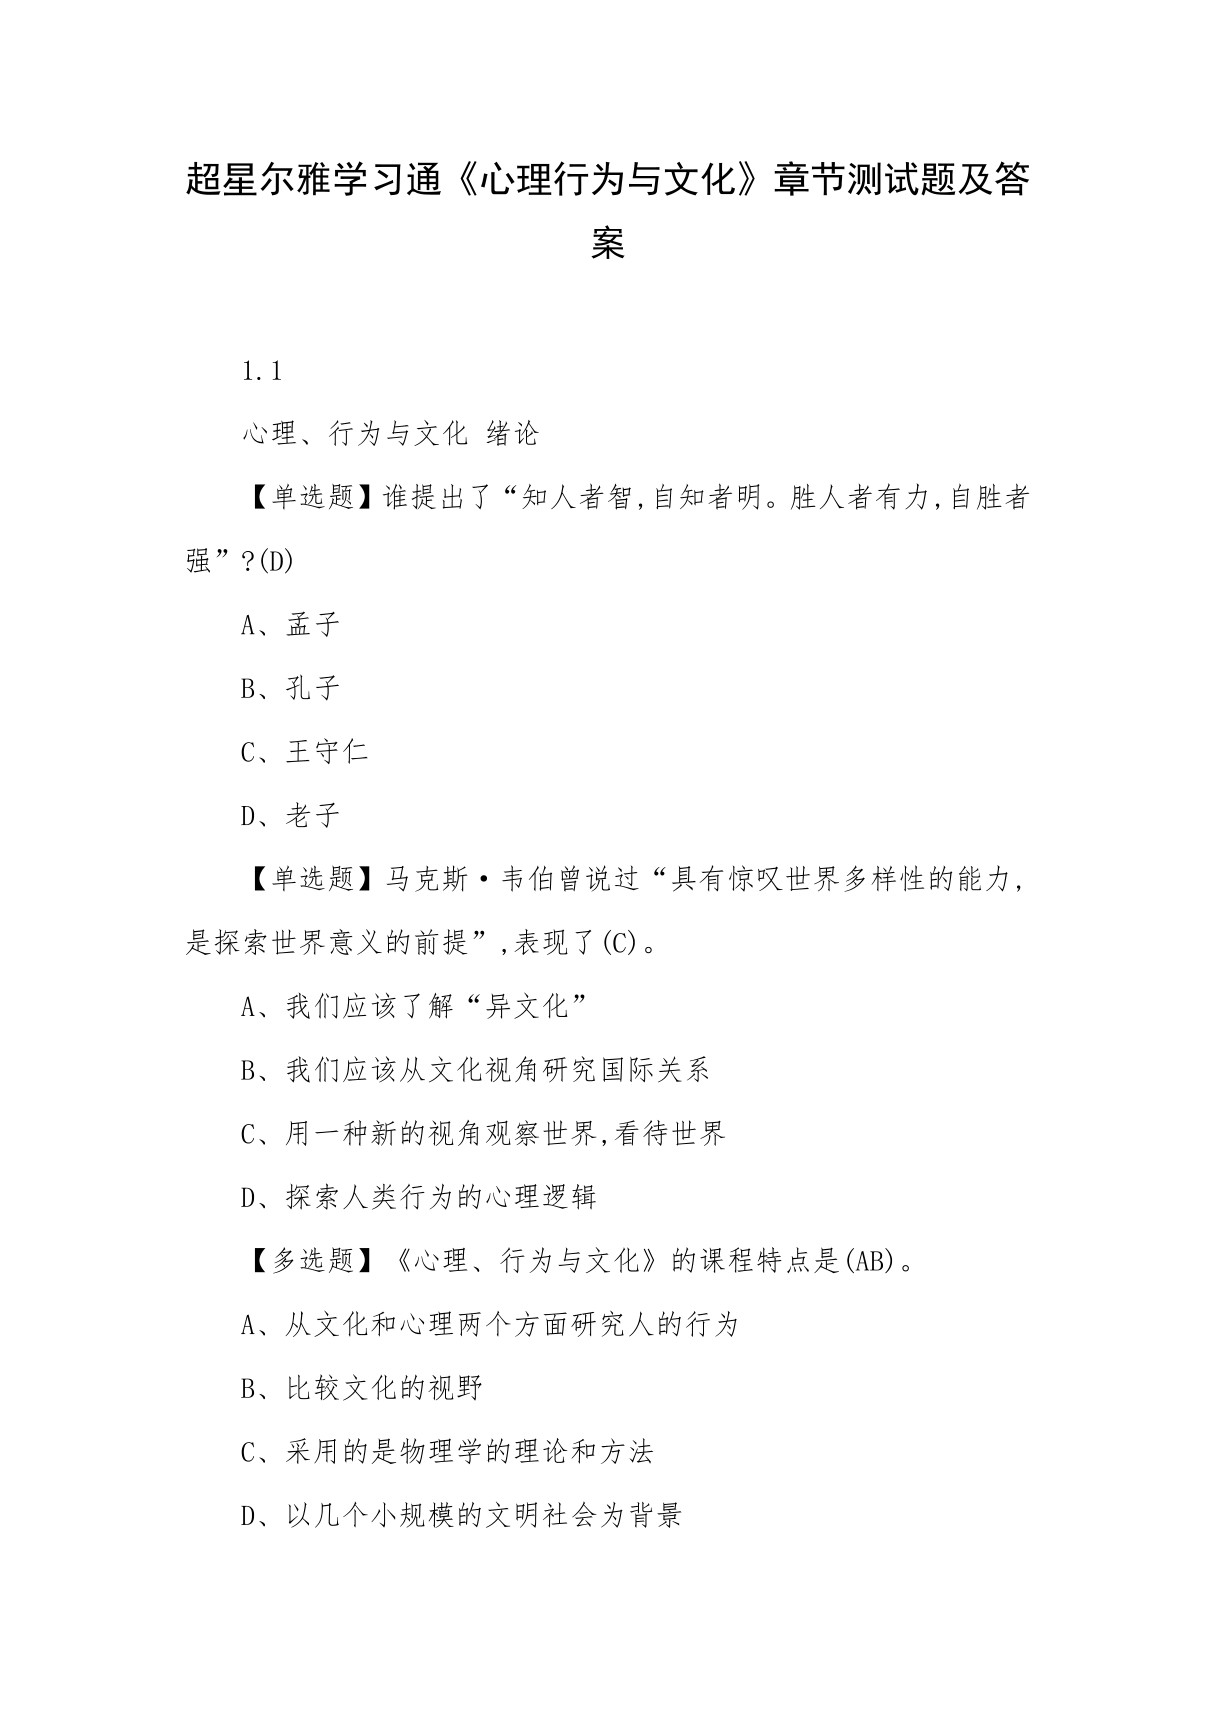 超星尔雅学习通《心理行为与文化》章节测试题及答
案
1.1
心理、行为与文化 绪论
【单选题】谁提出了“知人者智,自知者明。胜人者有力,自胜者
强”?(D)
A、孟子
B、孔子
C、王守仁
D、老子
【单选题】马克斯·韦伯曾说过“具有惊叹世界多样性的能力,
是探索世界意义的前提”,表现了(C)。
A、我们应该了解“异文化”
B、我们应该从文化视角研究国际关系
C、用一种新的视角观察世界,看待世界
D、探索人类行为的心理逻辑
【多选题】《心理、行为与文化》的课程特点是(AB)。
A、从文化和心理两个方面研究人的行为
B、比较文化的视野
C、采用的是物理学的理论和方法
D、以几个小规模的文明社会为背景